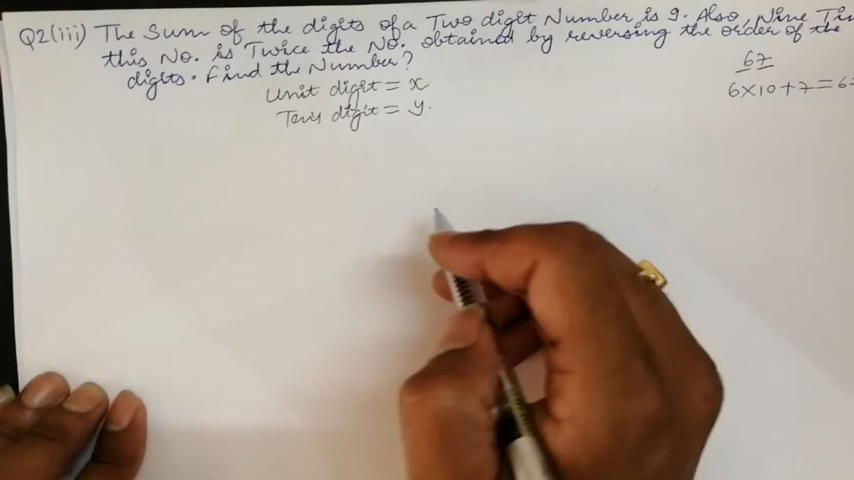 Q2(iii) The Sum of the digits of a Two digit Number is 9. Also, Nine
this No. is Twice the No. obtained by reversing the order of the
digits. Find the Number?
67
Unit digit = x
6×10+7=6
Ten's digit = y.